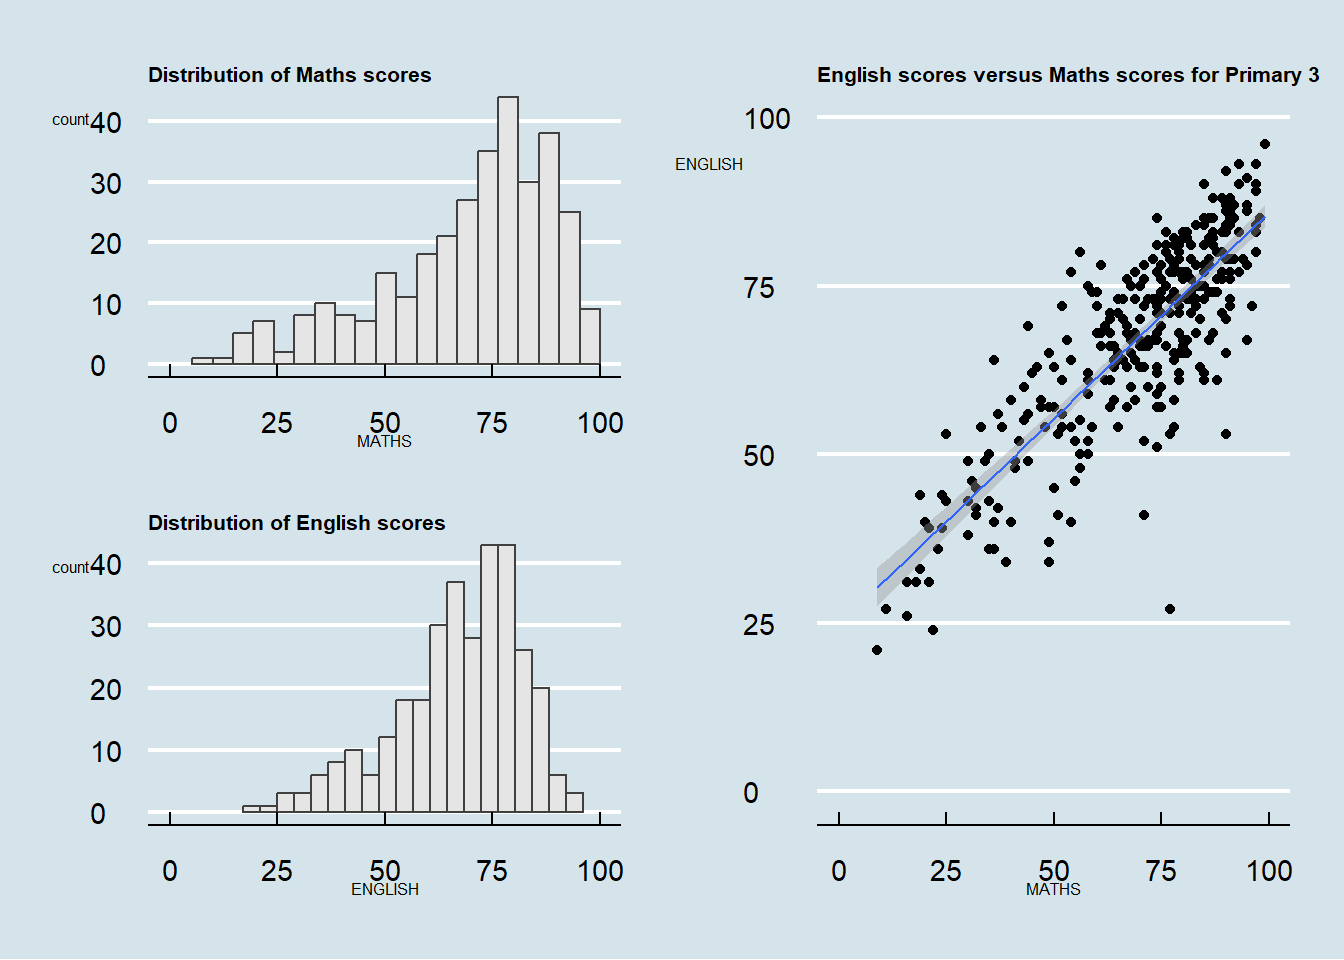 Distribution of Maths scores
count
40
30
20
10
0
0 25 50 75 100
MATHS
Distribution of English scores
count
40
30
20
10
0
0 25 50 75 100
ENGLISH
English scores versus Maths scores for Primary 3
100
ENGLISH
75
50
25
0
0 25 50 75 100
MATHS